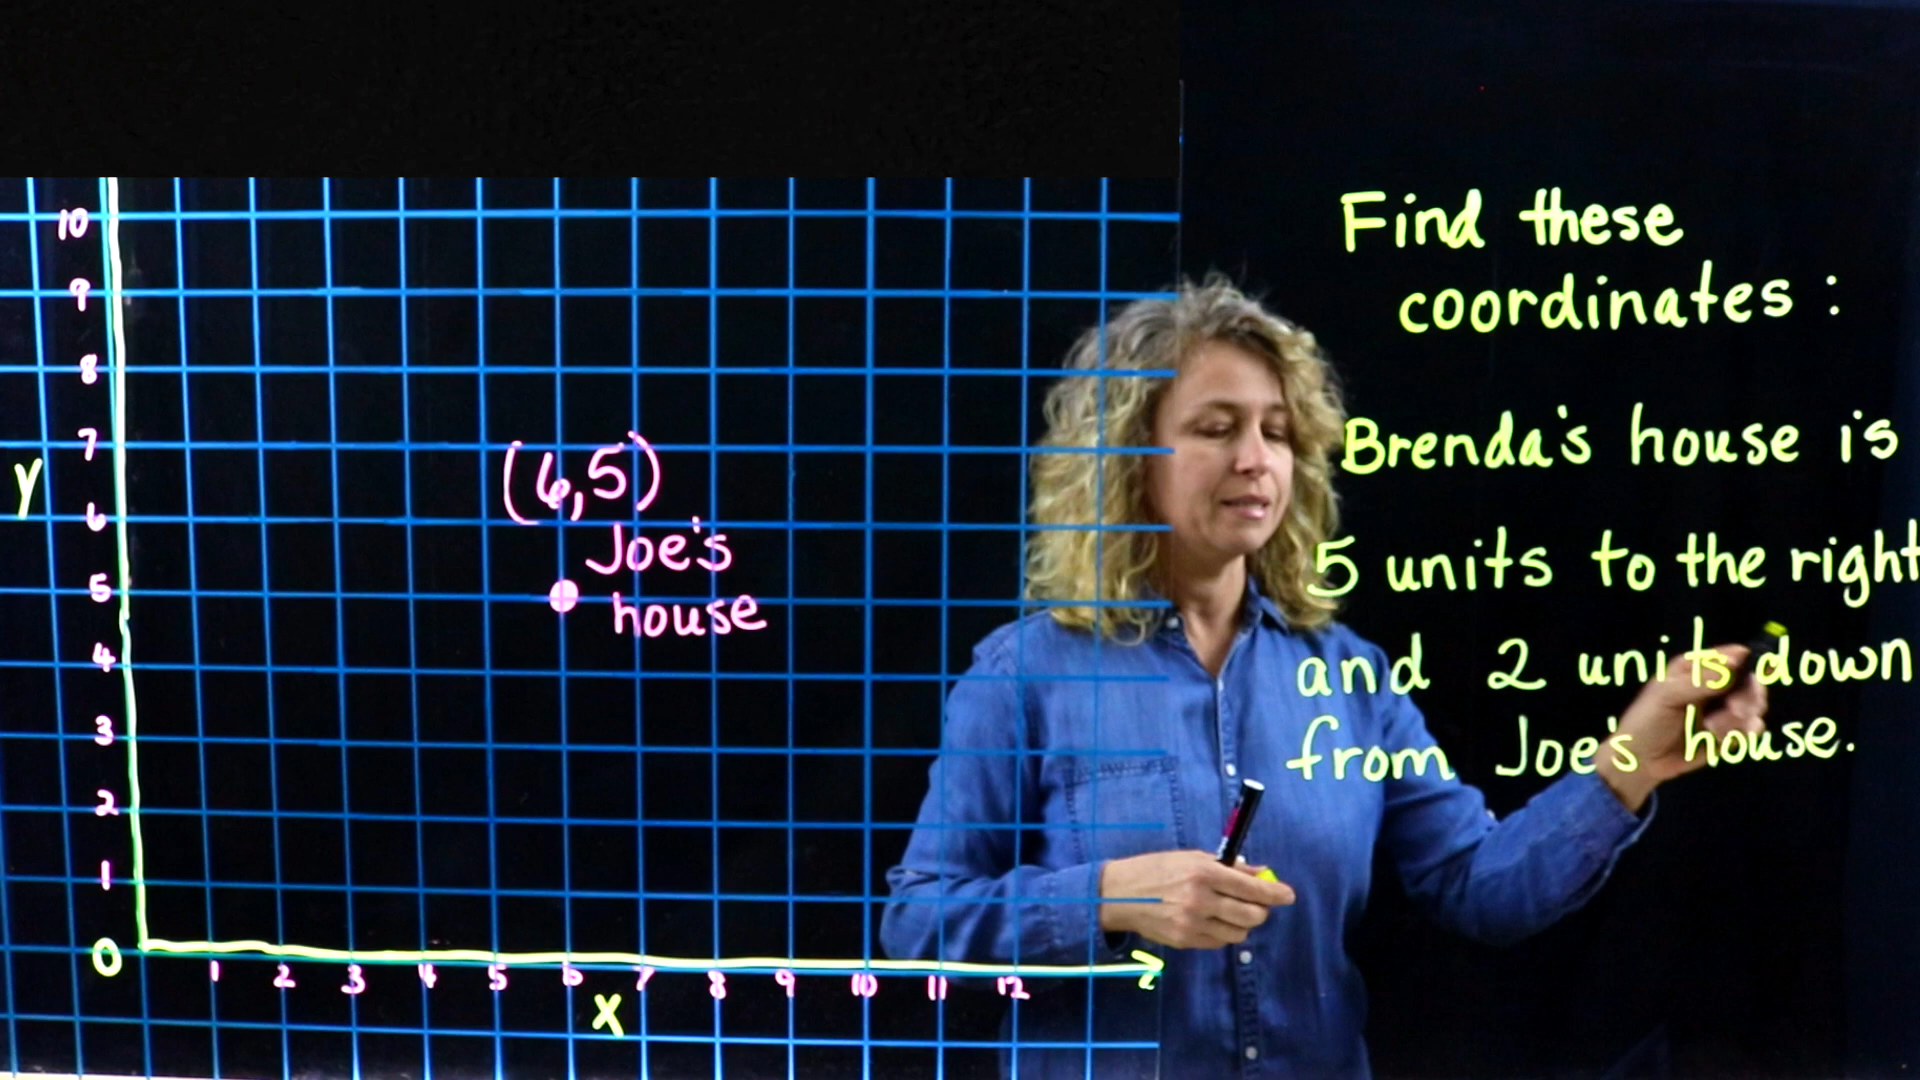 Find these
coordinates:
Brenda's house is
5 units to the right
and 2 units down
from Joe's house.
(6,5)
Joe's
house
y
10
9
8
7
6
5
4
3
2
1
0
1 2 3 4 5 6 7 8 9 10 11 12
x